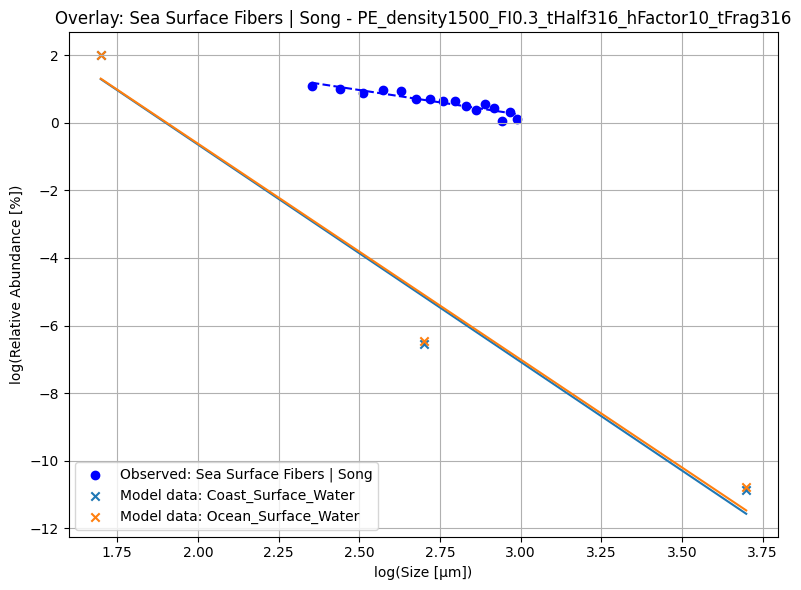 Overlay: Sea Surface Fibers | Song - PE_density1500_FI0.3_tHalf316_hFactor10_tFrag316
log(Relative Abundance [%])
2
0
−2
−4
−6
−8
−10
−12
Observed: Sea Surface Fibers | Song
Model data: Coast_Surface_Water
Model data: Ocean_Surface_Water
1.75
2.00
2.25
2.50
2.75
3.00
3.25
3.50
3.75
log(Size [μm])